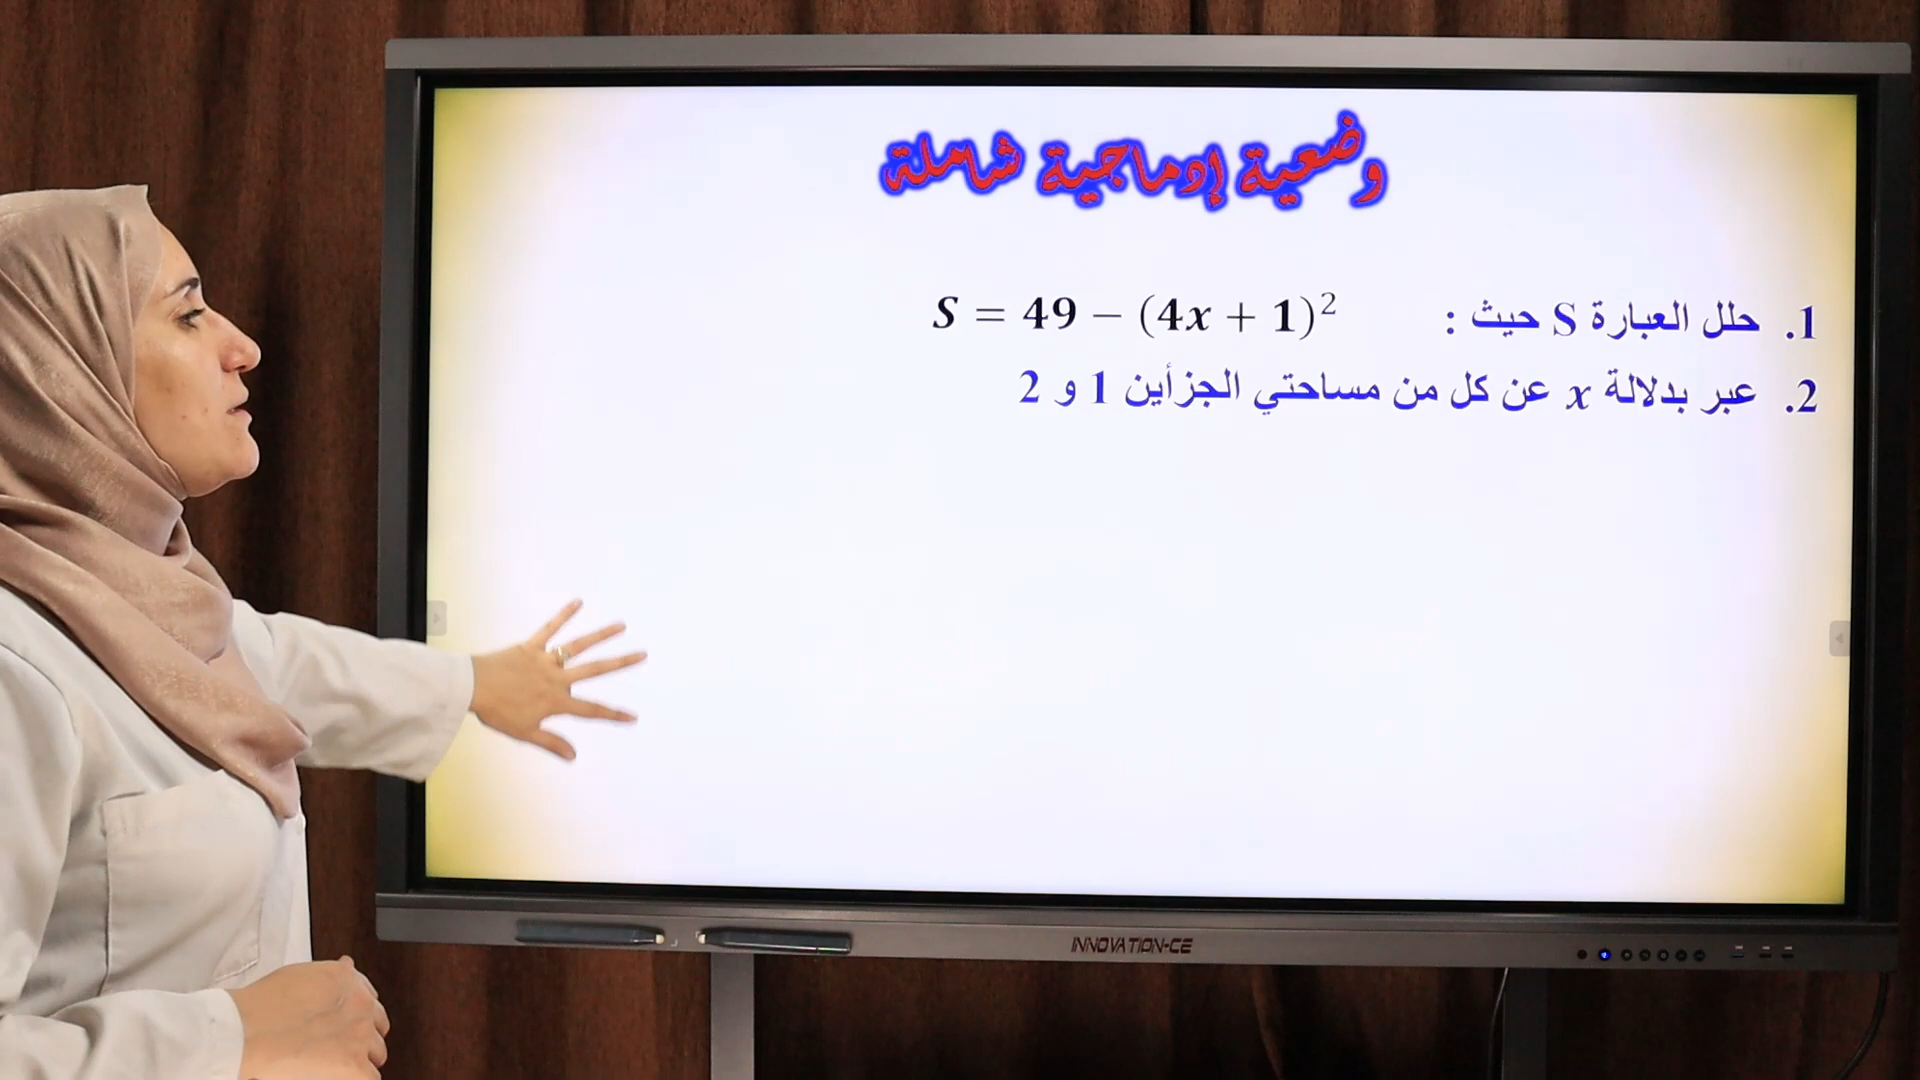 وضعية إدماجية شاملة
1. حلل العبارة S حيث : S = 49 − (4x + 1)²
2. عبر بدلالة x عن كل من مساحتي الجزأين 1 و 2
INNOVATION-CE